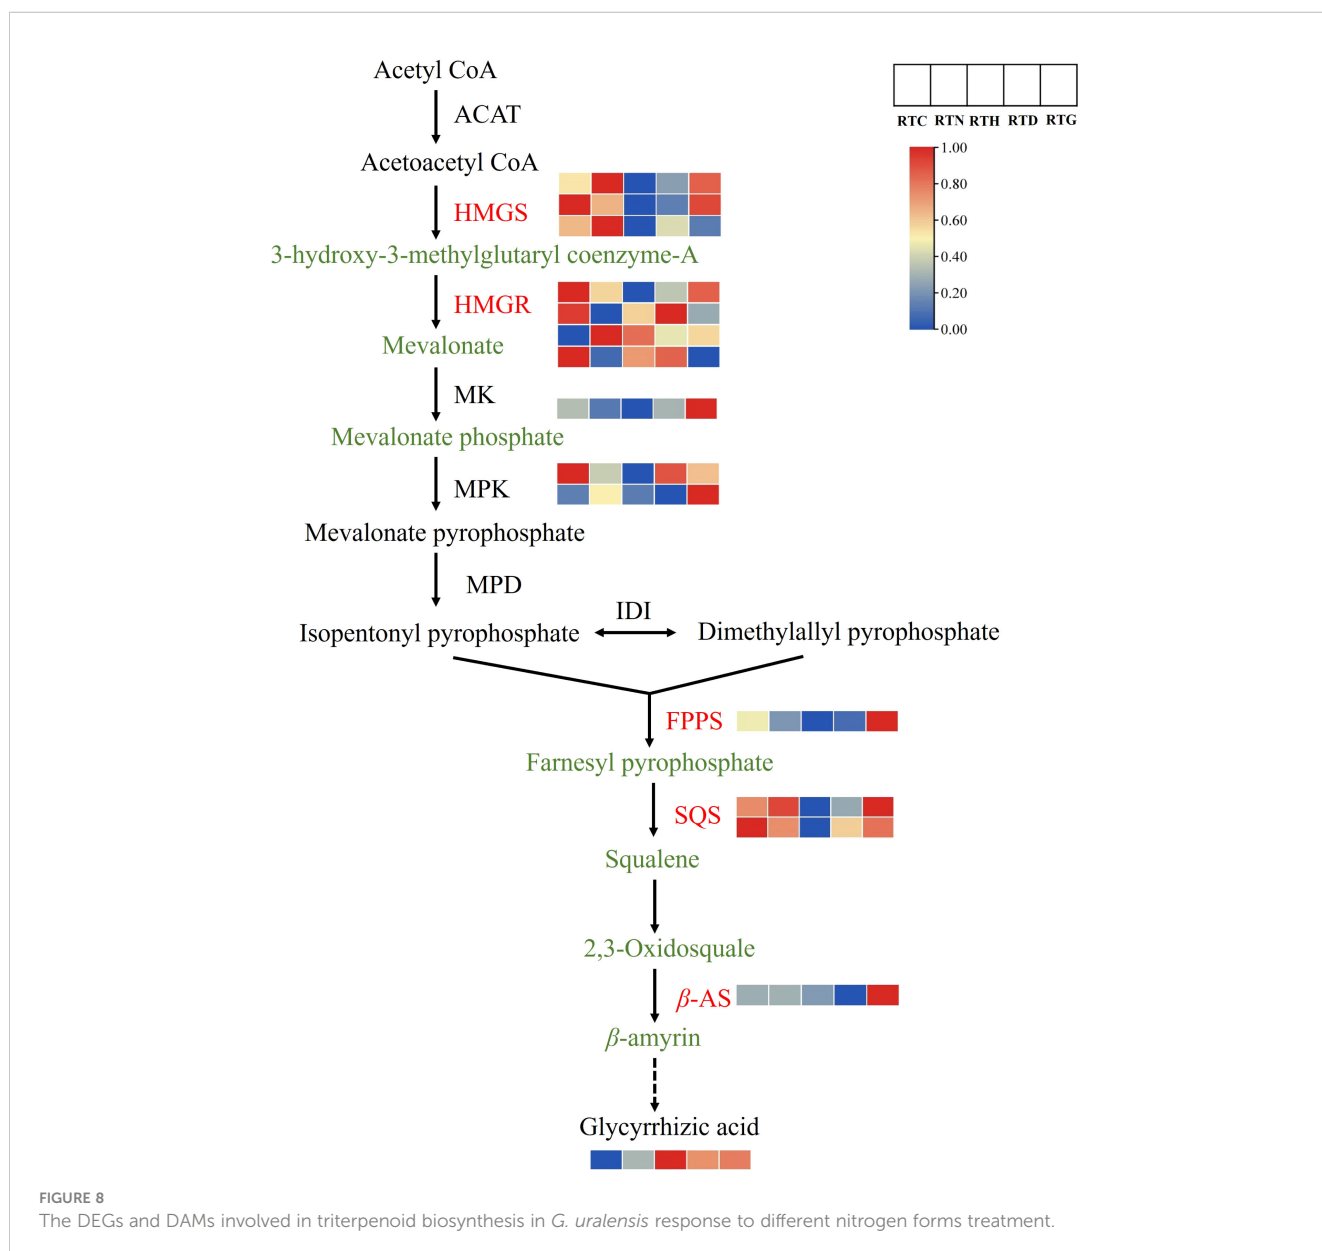 Acetyl CoA
ACAT
Acetoacetyl CoA
HMGS
3-hydroxy-3-methylglutaryl coenzyme-A
HMGR
Mevalonate
MK
Mevalonate phosphate
MPK
Mevalonate pyrophosphate
MPD
IDI
Isopentonyl pyrophosphate
Dimethylallyl pyrophosphate
FPPS
Farnesyl pyrophosphate
SQS
Squalene
2,3-Oxidosquale
β-AS
β-amyrin
Glycyrrhizic acid
RTC RTN RTH RTD RTG
1.00
0.80
0.60
0.40
0.20
0.00
FIGURE 8
The DEGs and DAMs involved in triterpenoid biosynthesis in G. uralensis response to different nitrogen forms treatment.